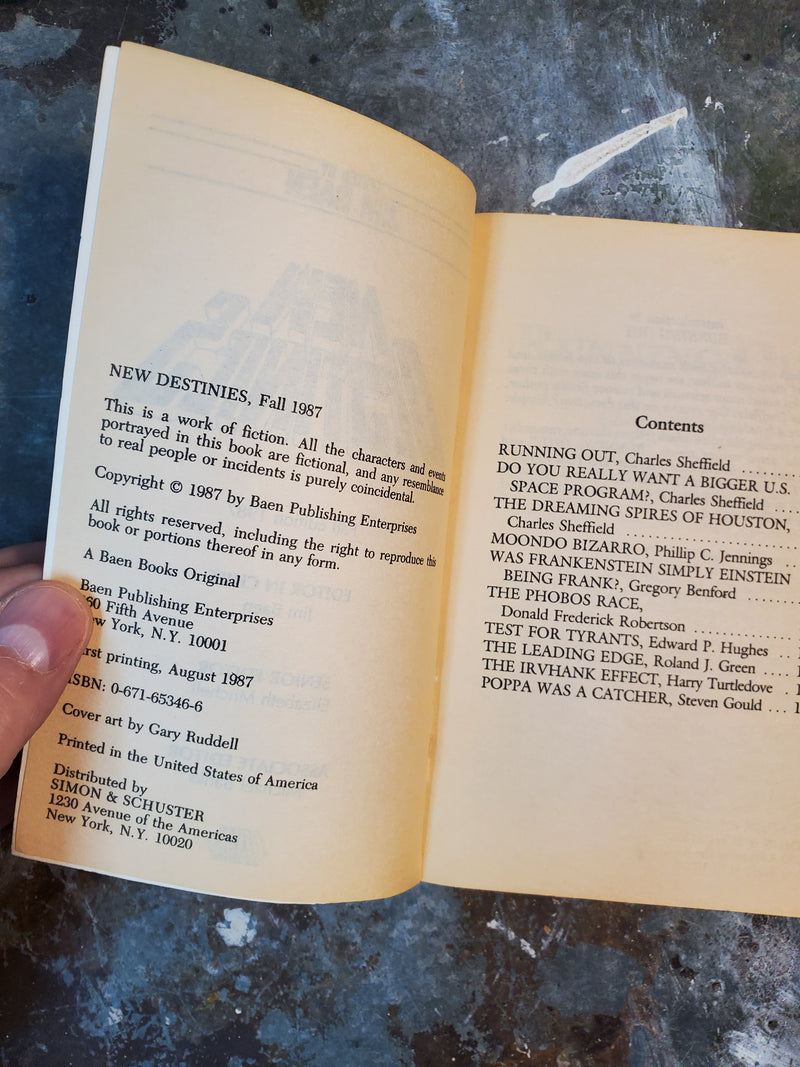 NEW DESTINIES, Fall 1987
This is a work of fiction. All the characters and events
portrayed in this book are fictional, and any resemblance
to real people or incidents is purely coincidental.
Copyright © 1987 by Baen Publishing Enterprises
All rights reserved, including the right to reproduce this
book or portions thereof in any form.
A Baen Books Original
Baen Publishing Enterprises
60 Fifth Avenue
York, N.Y. 10001
printing, August 1987
ISBN: 0-671-65346-6
Cover art by Gary Ruddell
Printed in the United States of America
Distributed by
SIMON & SCHUSTER
1230 Avenue of the Americas
New York, N.Y. 10020
Contents
RUNNING OUT, Charles Sheffield ........
DO YOU REALLY WANT A BIGGER U.S.
SPACE PROGRAM?, Charles Sheffield ....
THE DREAMING SPIRES OF HOUSTON,
Charles Sheffield ....................
MOONDO BIZARRO, Phillip C. Jennings ..
WAS FRANKENSTEIN SIMPLY EINSTEIN
BEING FRANK?, Gregory Benford ........
THE PHOBOS RACE,
Donald Frederick Robertson ...............
TEST FOR TYRANTS, Edward P. Hughes ..
THE LEADING EDGE, Roland J. Green ....
THE IRVHANK EFFECT, Harry Turtledove .
POPPA WAS A CATCHER, Steven Gould ...